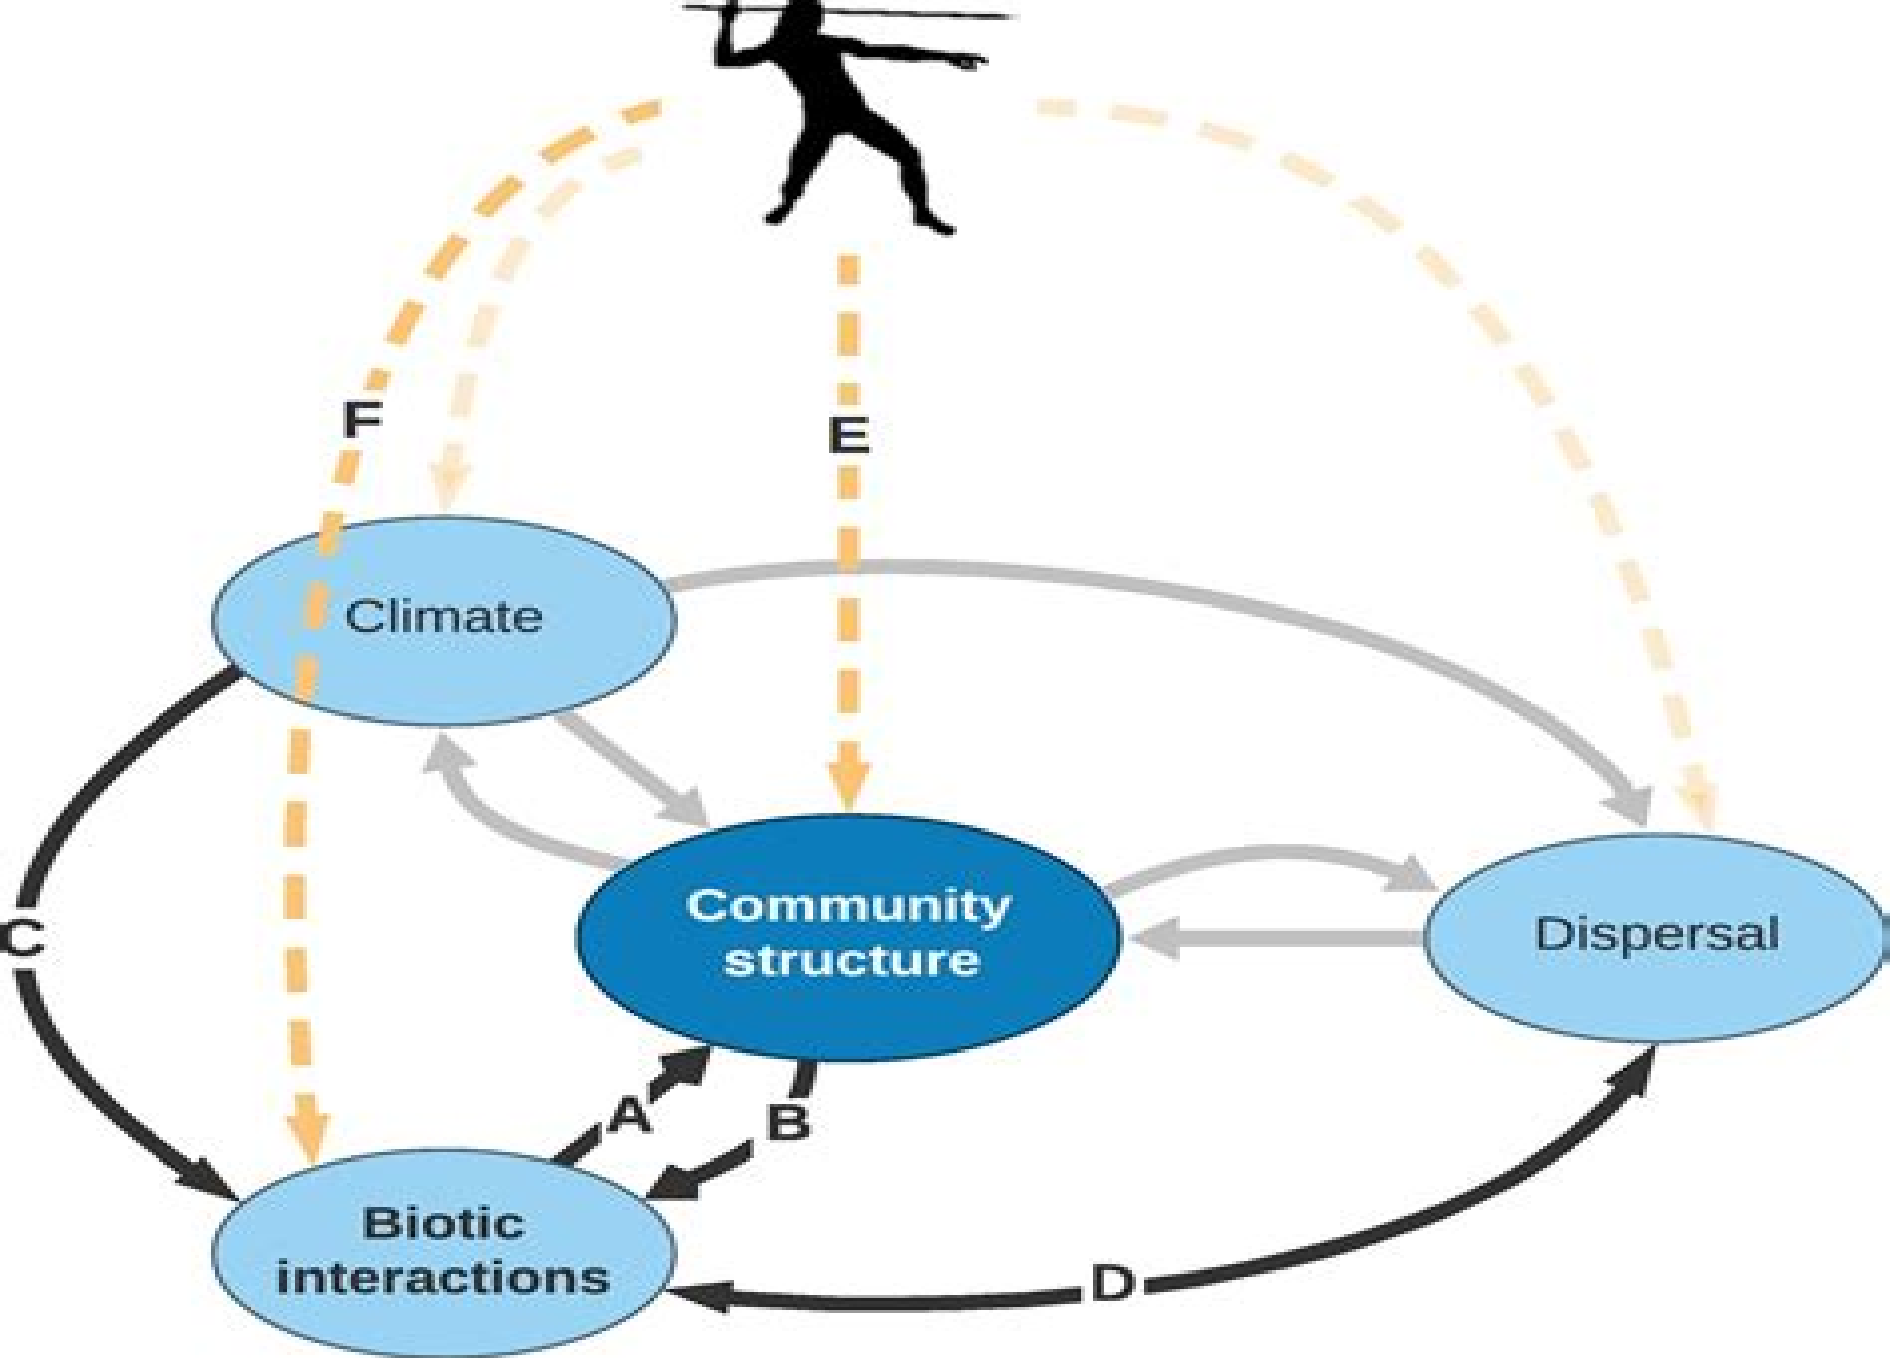 F
E
Climate
C
Community
structure
Dispersal
A
B
Biotic
interactions
D